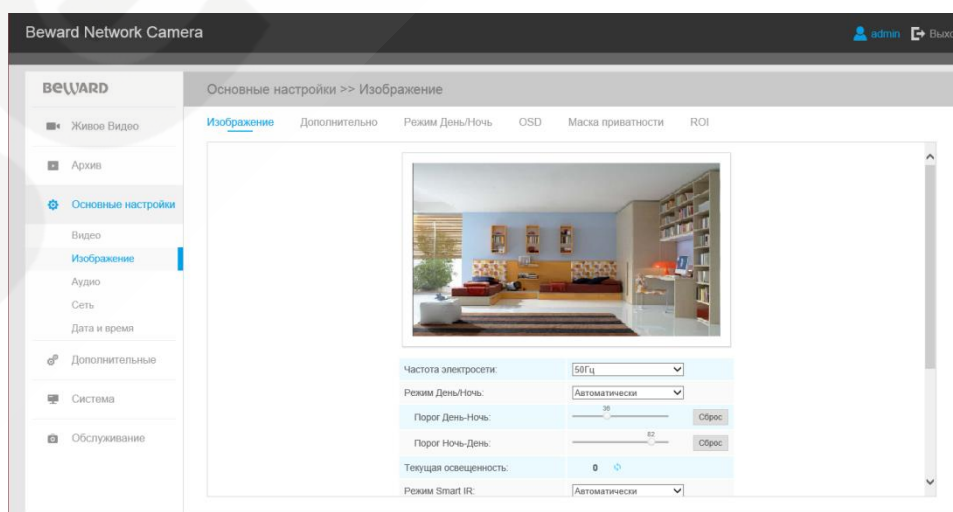 Beward Network Camera
admin
BEWARD
Основные настройки >> Изображение
Живое Видео
Архив
Основные настройки
Видео
Изображение
Аудио
Сеть
Дата и время
Дополнительные
Система
Обслуживание
Изображение Дополнительно Режим День/Ночь OSD Маска приватности ROI
Частота электросети: 50Гц
Режим День/Ночь: Автоматически
Порог День-Ночь: 36 Сброс
Порог Ночь-День: 82 Сброс
Текущая освещенность: 0
Режим Smart IR: Автоматически